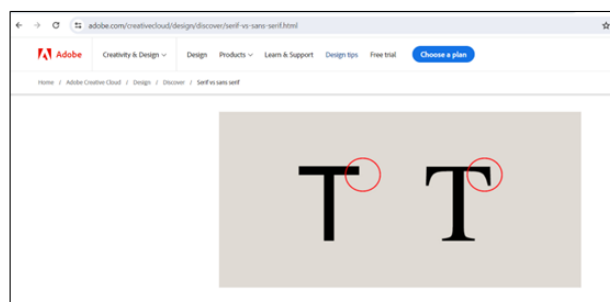 adobe.com/creativecloud/design/discover/serif-vs-sans-serif.html
Adobe Creativity & Design Design Products Learn & Support Design tips Free trial Choose a plan
Home / Adobe Creative Cloud / Design / Discover / Serif vs sans serif
T T